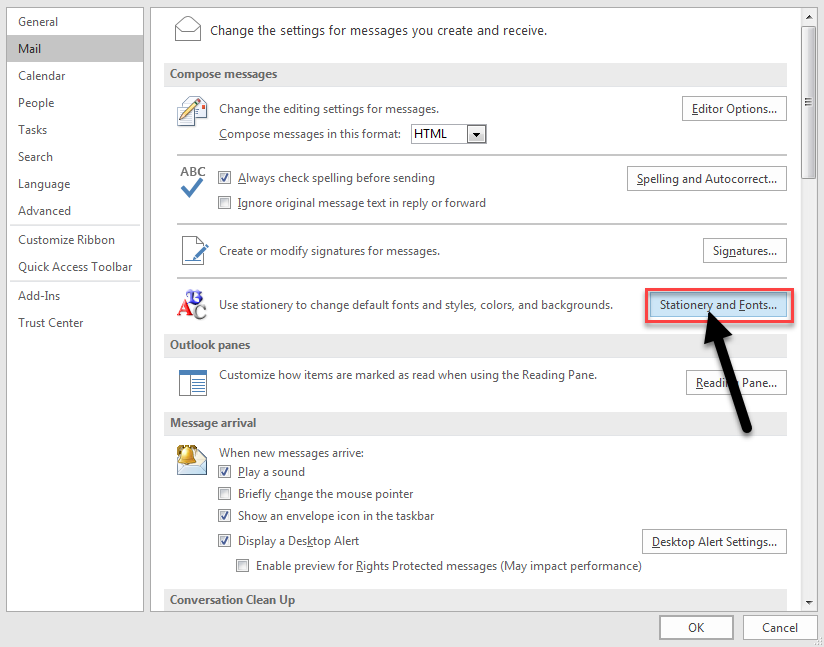 General
Mail
Calendar
People
Tasks
Search
Language
Advanced
Customize Ribbon
Quick Access Toolbar
Add-Ins
Trust Center
Change the settings for messages you create and receive.
Compose messages
Change the editing settings for messages.
Editor Options...
Compose messages in this format: HTML
ABC
Always check spelling before sending
Spelling and Autocorrect...
Ignore original message text in reply or forward
Create or modify signatures for messages.
Signatures...
A B C
Use stationery to change default fonts and styles, colors, and backgrounds.
Stationery and Fonts...
Outlook panes
Customize how items are marked as read when using the Reading Pane.
Reading Pane...
Message arrival
When new messages arrive:
Play a sound
Briefly change the mouse pointer
Show an envelope icon in the taskbar
Display a Desktop Alert
Desktop Alert Settings...
Enable preview for Rights Protected messages (May impact performance)
Conversation Clean Up
OK
Cancel